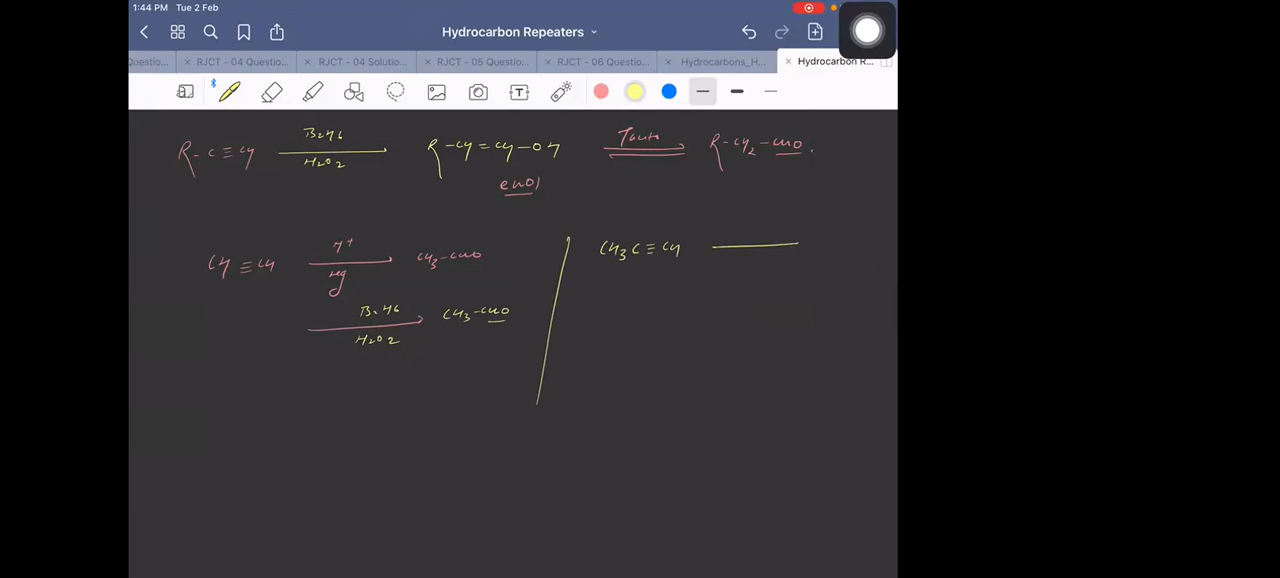 1:44 PM Tue 2 Feb
Hydrocarbon Repeaters
Questio... RJCT - 04 Questio... RJCT - 04 Solutio... RJCT - 05 Questio... RJCT - 06 Questio... Hydrocarbons_H... Hydrocarbon R...
B2H6 Tauto
R-C≡CH R-CH=CH-OH R-CH2-CHO.
H2O2
enol
H+ CH3C≡CH
CH≡CH CH3-CHO
Hg
B2H6 CH3-CHO
H2O2